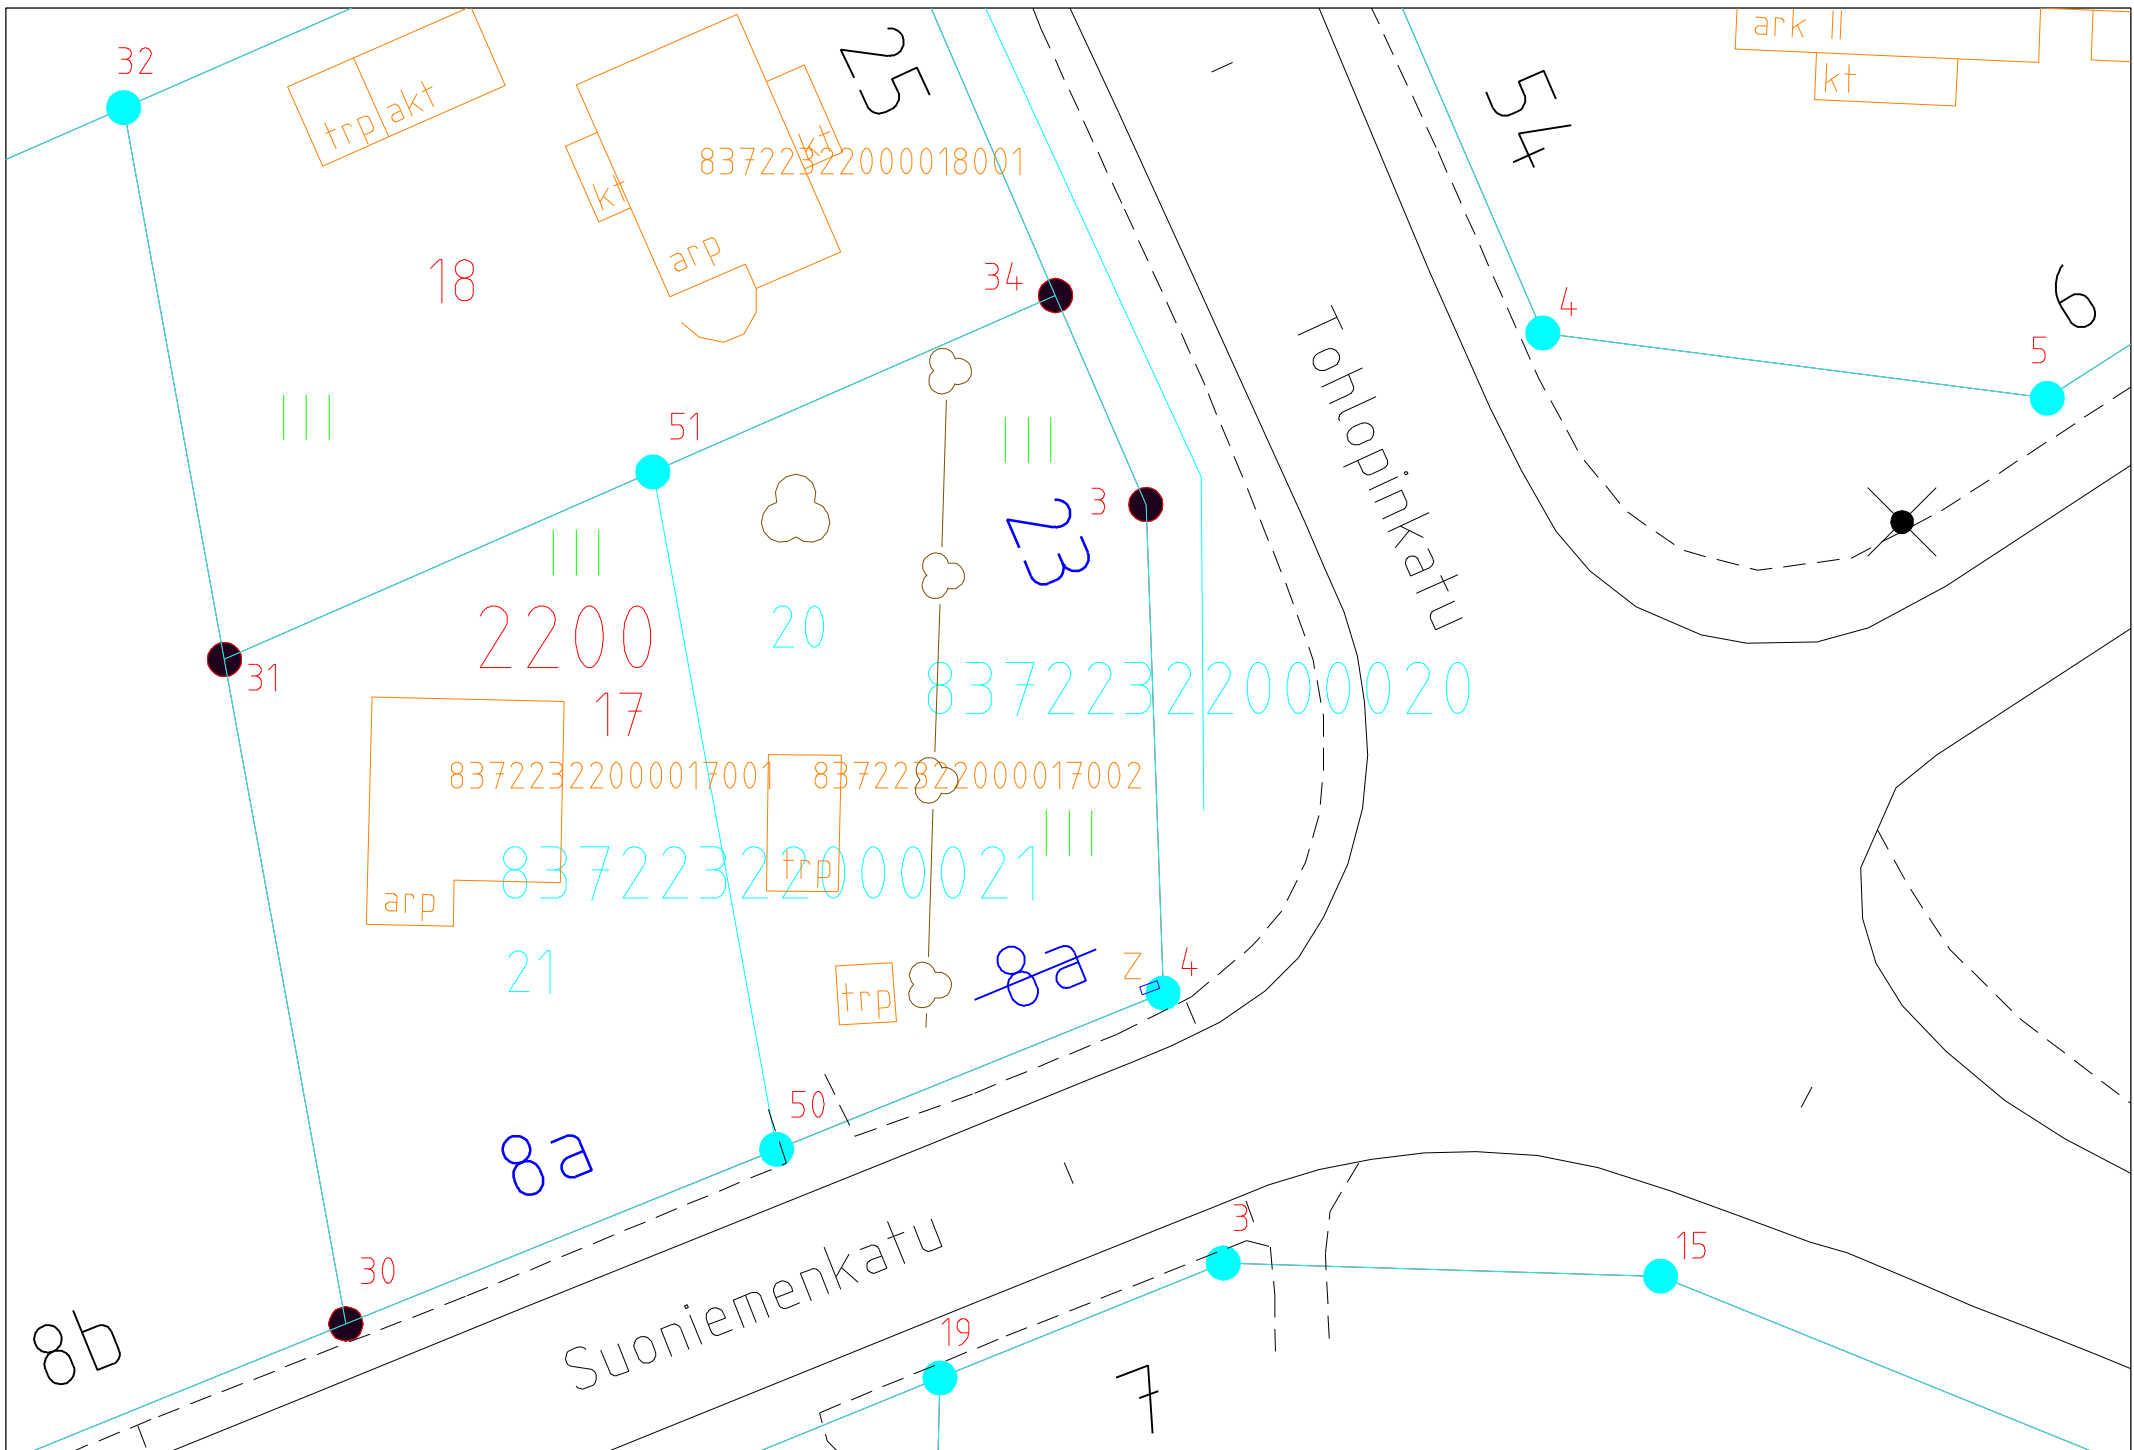 32
trp
akt
kt
kt
arp
83722322000018001
25
54
ark II
kt
18
34
4
6
5
III
51
III
Tohlopinkatu
3
23
III
2200
20
31
17
83722322000020
83722322000017001
83722322000017002
III
83722322000021
trp
arp
21
8a
Z
4
trp
50
8a
3
15
30
Suoniemenkatu
8b
19
7